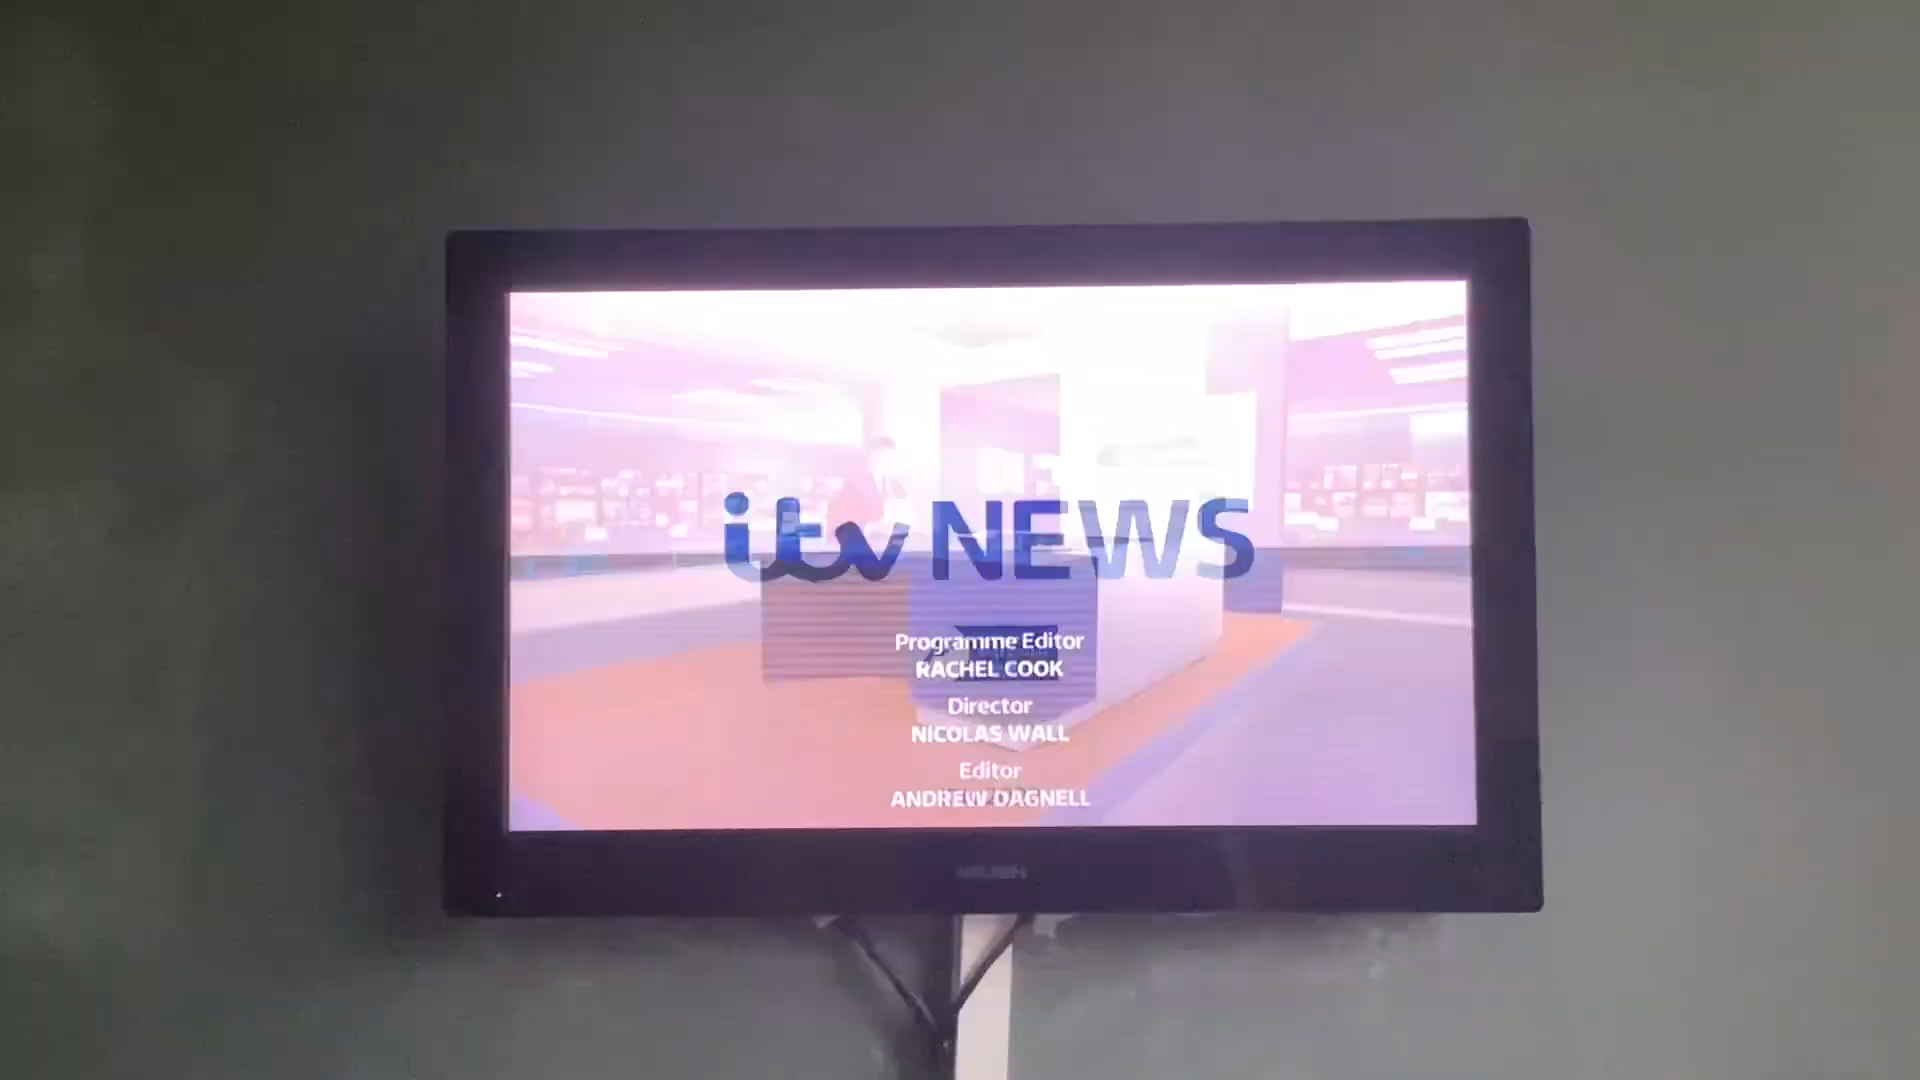 itv NEWS
Programme Editor
RACHEL COOK
Director
NICOLAS WALL
Editor
ANDREW DAGNELL